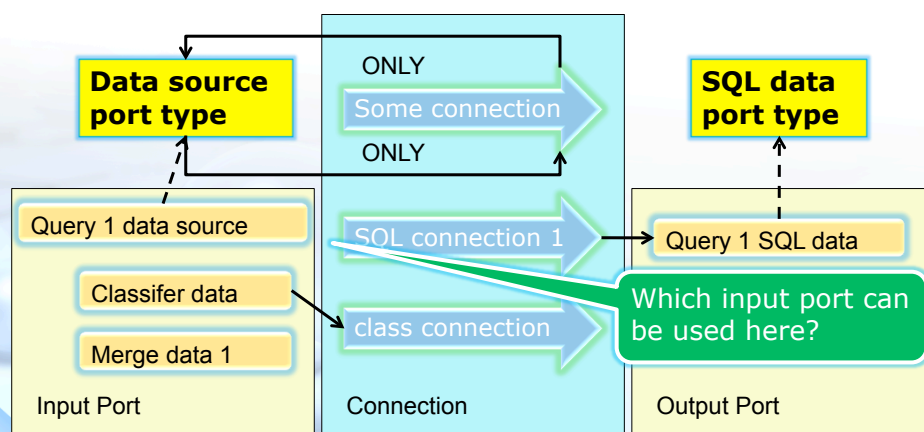 ONLY
Data source
port type
Some connection
SQL data
port type
ONLY
Query 1 data source
SQL connection 1
Query 1 SQL data
Classifer data
Which input port can
be used here?
class connection
Merge data 1
Input Port
Connection
Output Port